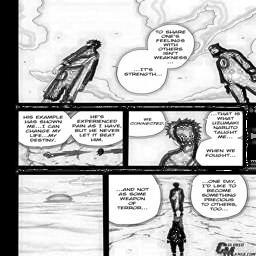 TO SHARE
ONE'S
FEELINGS
WITH
OTHERS
ISN'T
WEAKNESS
...
...IT'S
STRENGTH...
...THAT
IS WHAT
UZUMAKI
NARUTO
TAUGHT
ME...
WHEN WE
FOUGHT...
WE
CONNECTED.
HE'S
EXPERIENCED
PAIN AS I HAVE,
BUT HE NEVER
LET IT BEAT
HIM.
HIS EXAMPLE
HAS SHOWN
ME...I CAN
CHANGE MY
LIFE...MY
DESTINY.
...ONE DAY,
I'D LIKE TO
BECOME
SOMETHING
PRECIOUS
TO OTHERS,
TOO...
...AND NOT
AS SOME
WEAPON
OF
TERROR...